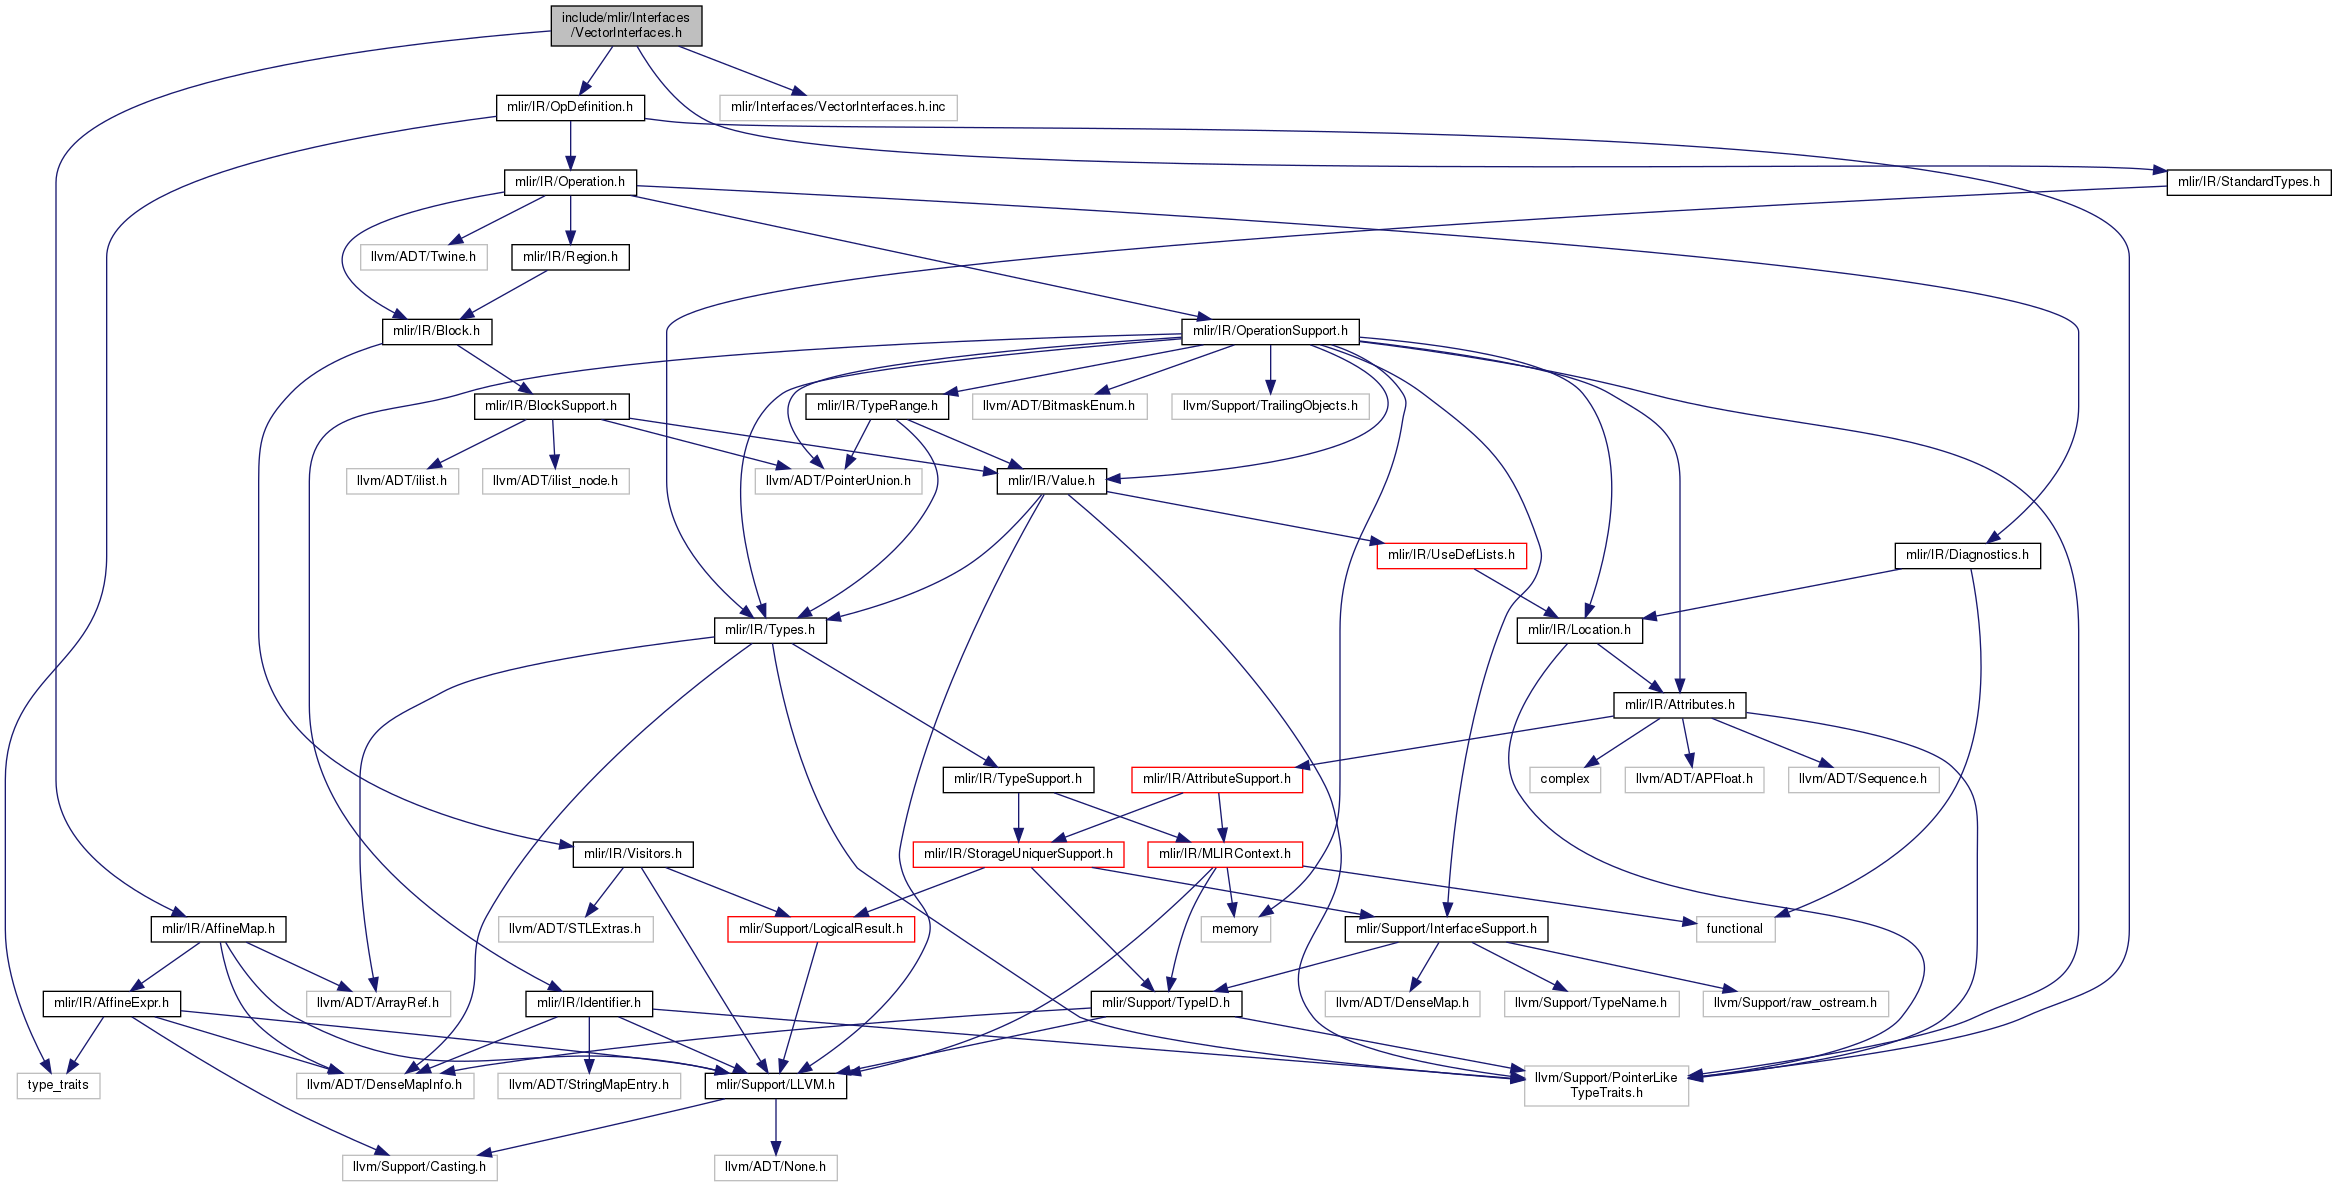 include/mlir/Interfaces
/VectorInterfaces.h
mlir/IR/OpDefinition.h
mlir/Interfaces/VectorInterfaces.h.inc
mlir/IR/Operation.h
mlir/IR/StandardTypes.h
llvm/ADT/Twine.h
mlir/IR/Region.h
mlir/IR/Block.h
mlir/IR/OperationSupport.h
mlir/IR/BlockSupport.h
mlir/IR/TypeRange.h
llvm/ADT/BitmaskEnum.h
llvm/Support/TrailingObjects.h
llvm/ADT/ilist.h
llvm/ADT/ilist_node.h
llvm/ADT/PointerUnion.h
mlir/IR/Value.h
mlir/IR/UseDefLists.h
mlir/IR/Diagnostics.h
mlir/IR/Types.h
mlir/IR/Location.h
mlir/IR/Attributes.h
mlir/IR/TypeSupport.h
mlir/IR/AttributeSupport.h
complex
llvm/ADT/APFloat.h
llvm/ADT/Sequence.h
mlir/IR/Visitors.h
mlir/IR/StorageUniquerSupport.h
mlir/IR/MLIRContext.h
mlir/IR/AffineMap.h
llvm/ADT/STLExtras.h
mlir/Support/LogicalResult.h
memory
mlir/Support/InterfaceSupport.h
functional
mlir/IR/AffineExpr.h
llvm/ADT/ArrayRef.h
mlir/IR/Identifier.h
mlir/Support/TypeID.h
llvm/ADT/DenseMap.h
llvm/Support/TypeName.h
llvm/Support/raw_ostream.h
type_traits
llvm/ADT/DenseMapInfo.h
llvm/ADT/StringMapEntry.h
mlir/Support/LLVM.h
llvm/Support/PointerLike
TypeTraits.h
llvm/Support/Casting.h
llvm/ADT/None.h